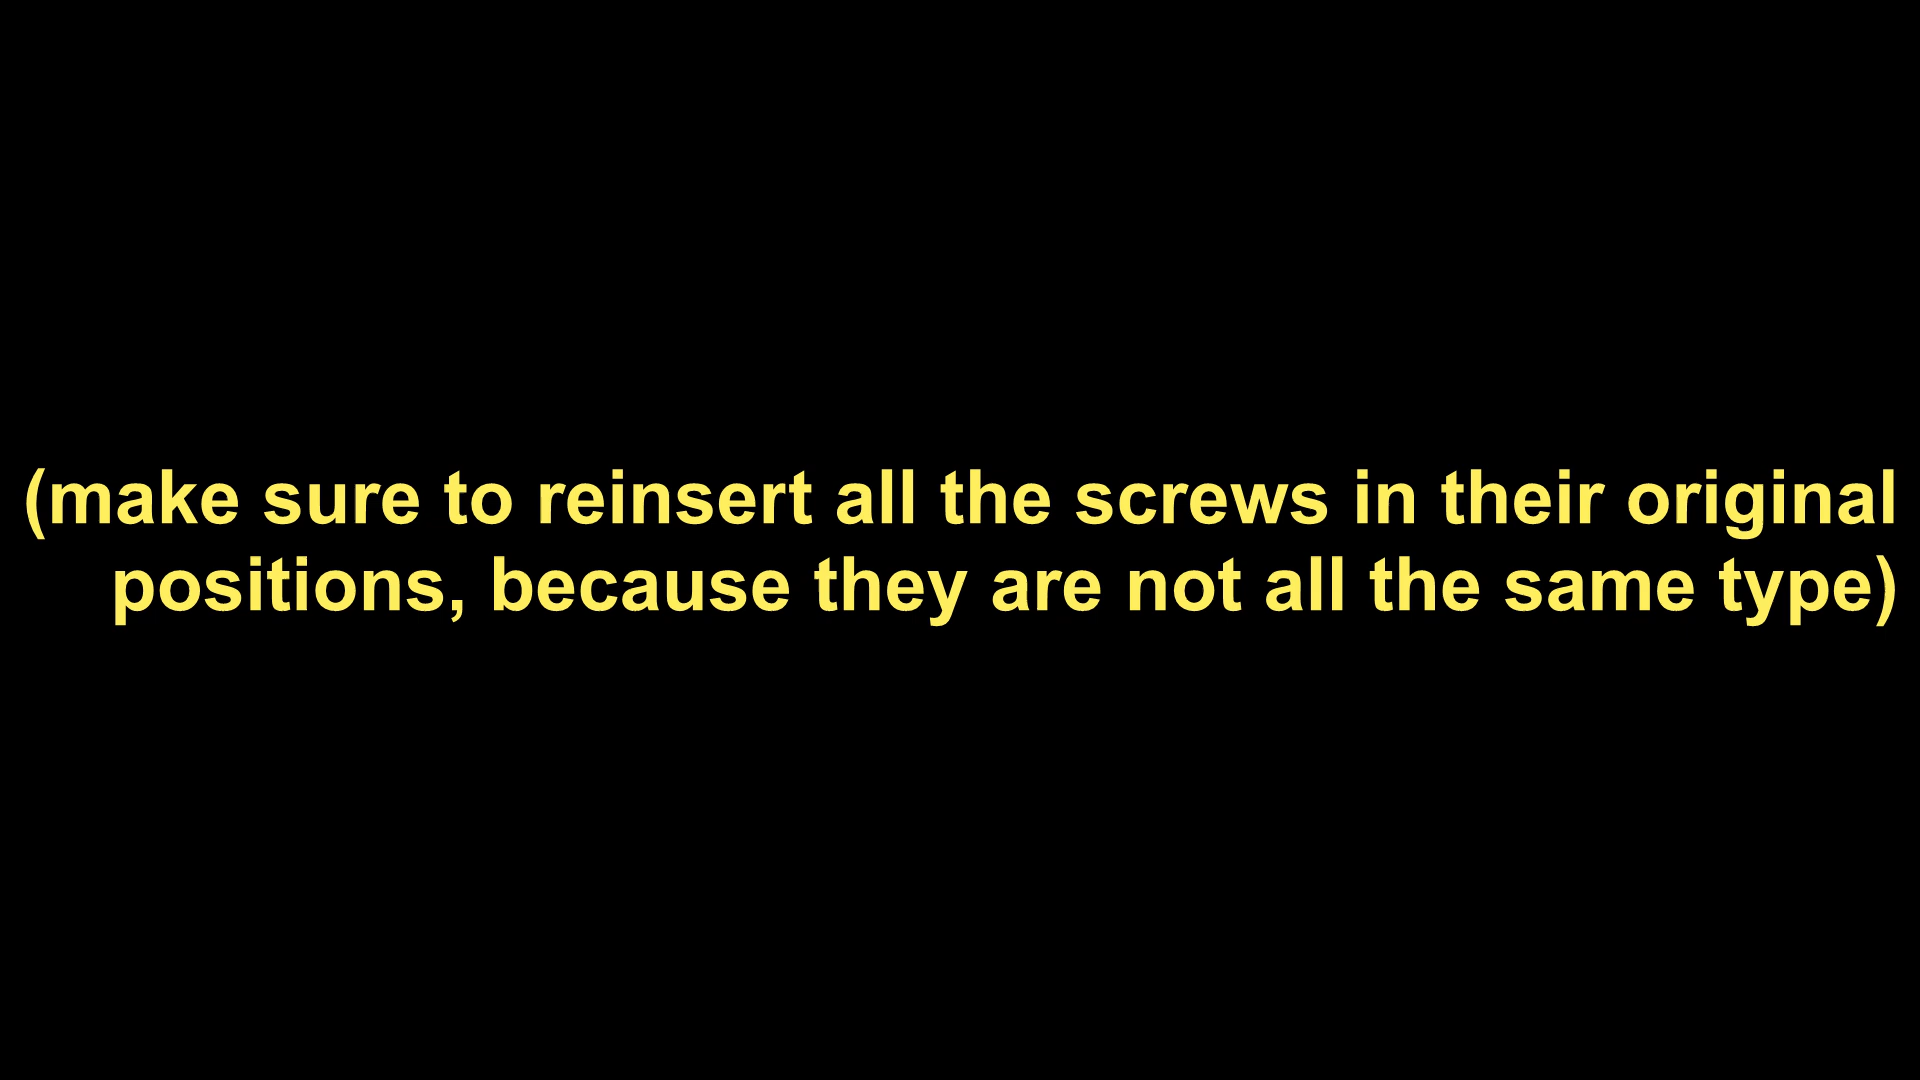 (make sure to reinsert all the screws in their original
positions, because they are not all the same type)